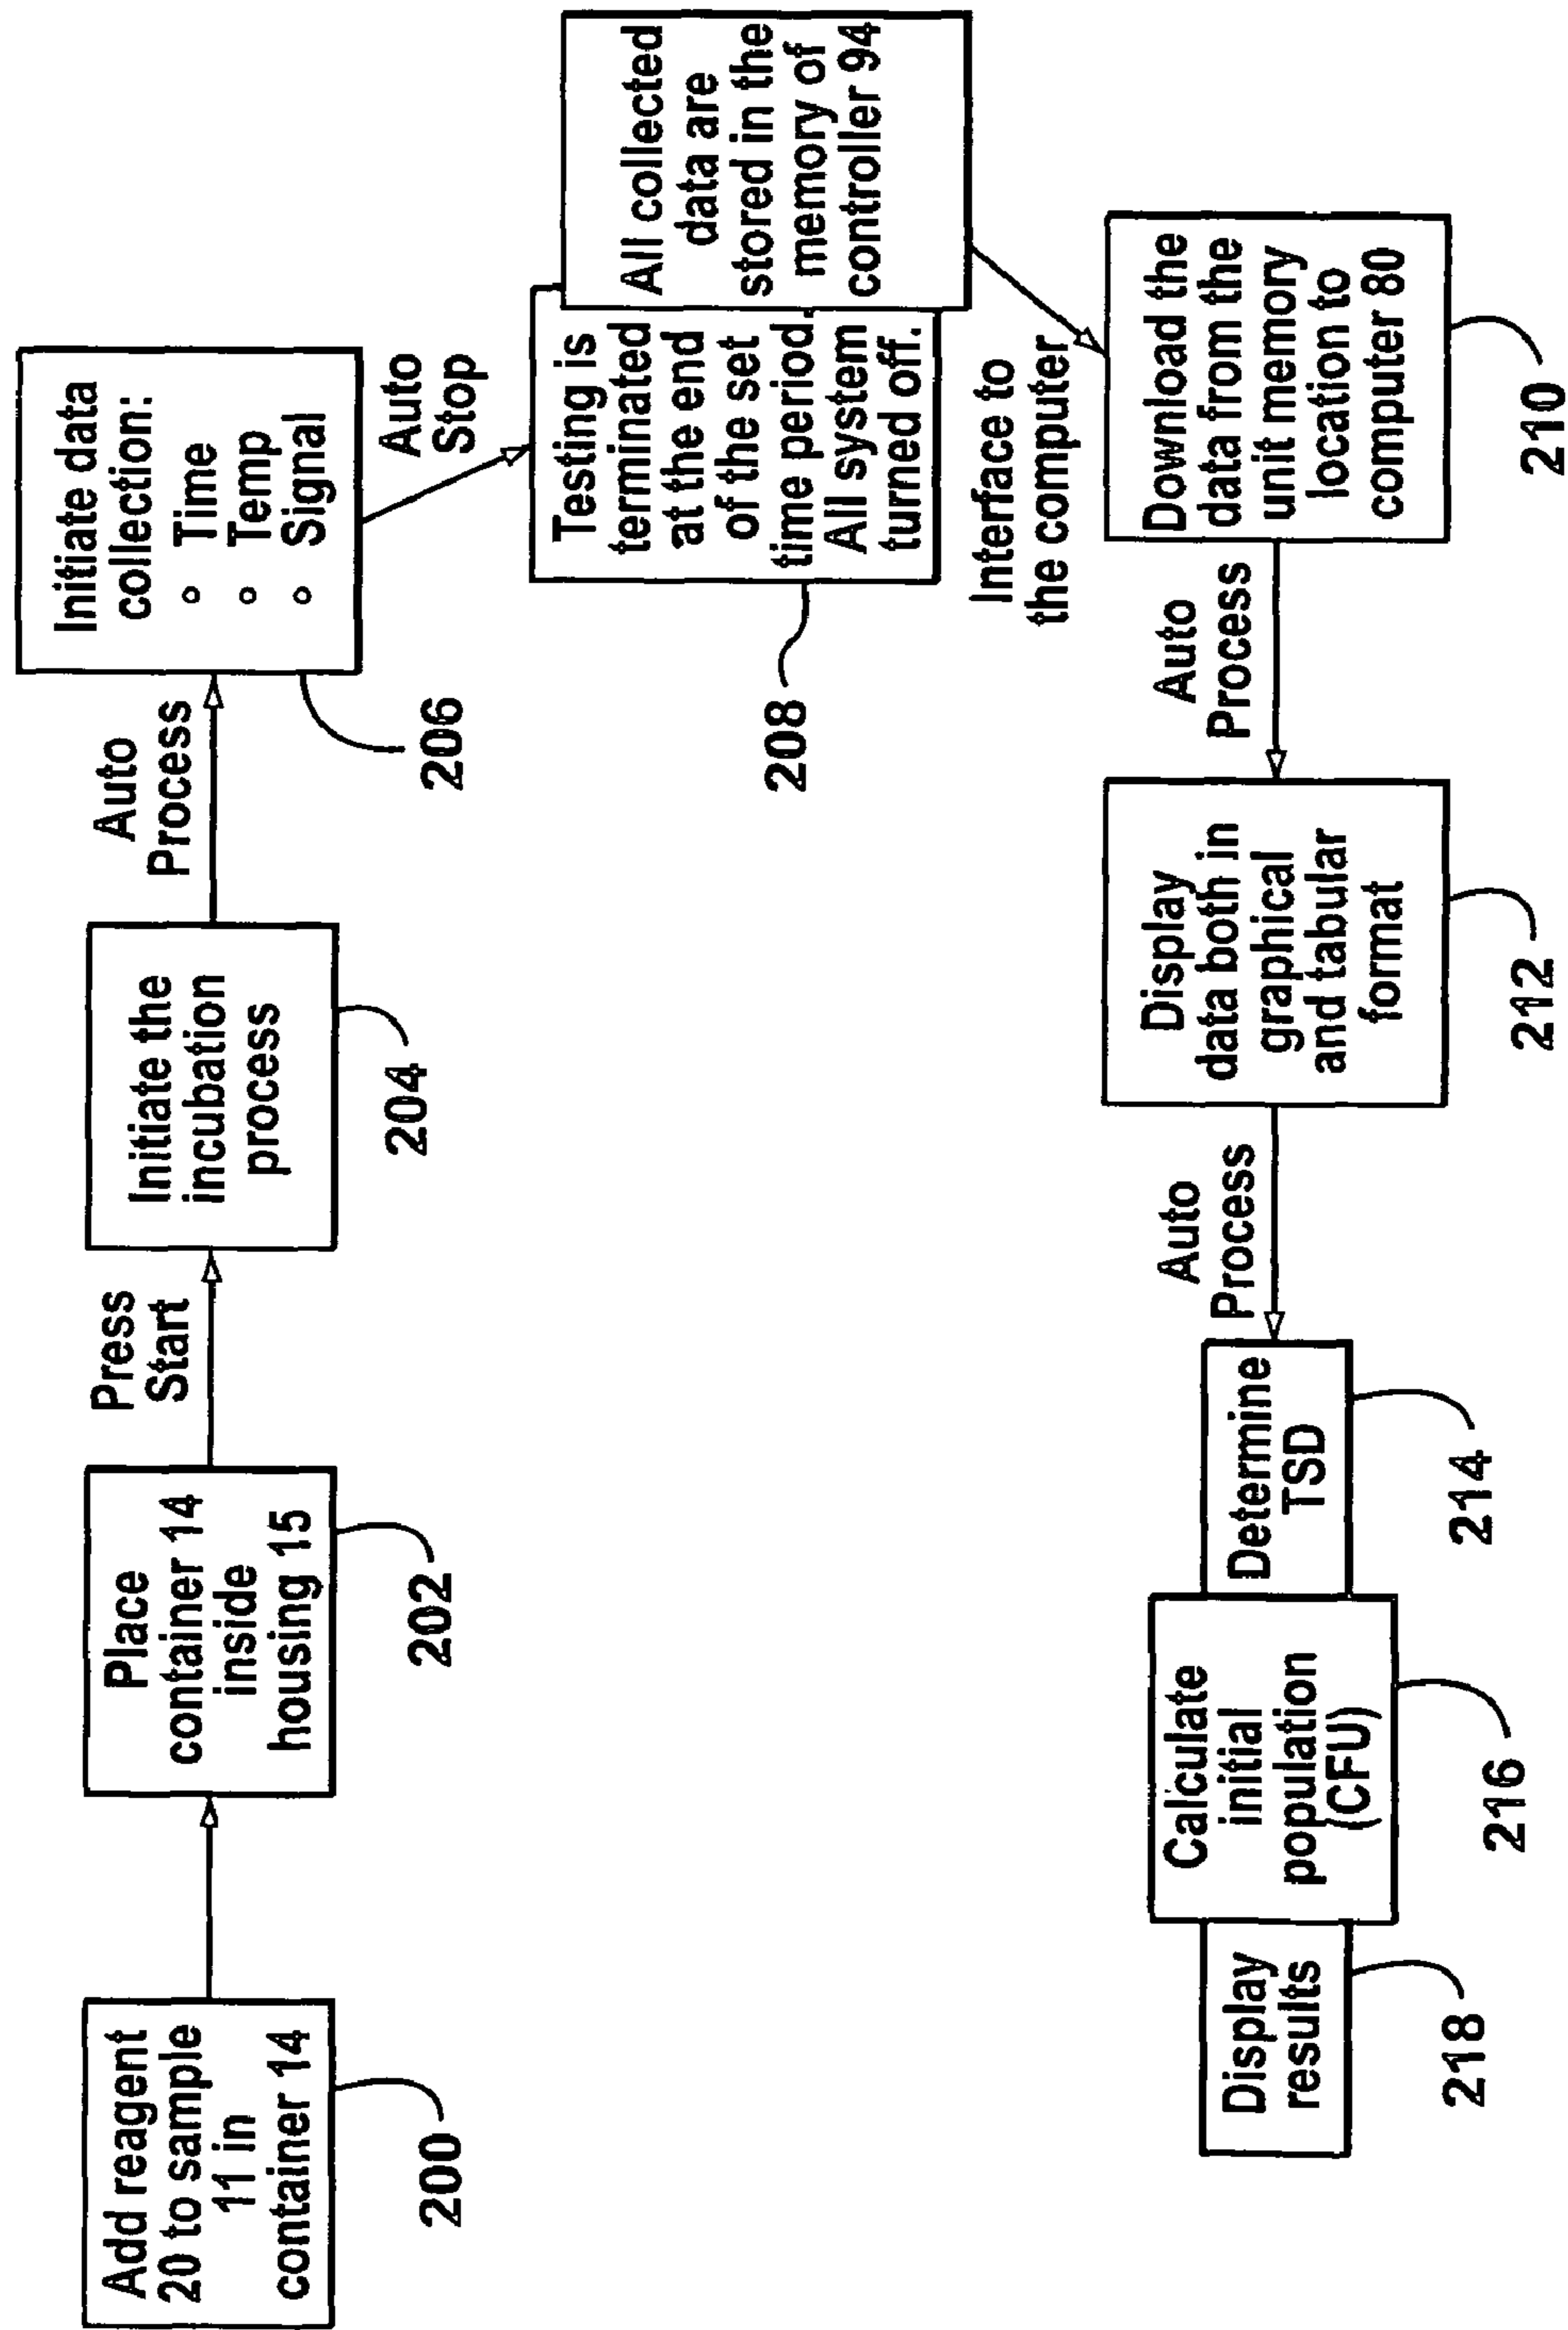 Add reagent
20 to sample
11 in
container 14
200
Place
container 14
inside
housing 15
202
Press
Start
Initiate the
incubation
process
204
Auto
Process
Initiate data
collection:
° Time
° Temp
° Signal
206
Auto
Stop
Testing is
terminated
at the end
of the set
time period.
All system
turned off.
208
All collected
data are
stored in the
memory of
controller 94
Interface to
the computer
Download the
data from the
unit memory
location to
computer 80
210
Auto
Process
Display
data both in
graphical
and tabular
format
212
Auto
Process
Determine
TSD
214
Calculate
initial
population
(CFU)
216
Display
results
218